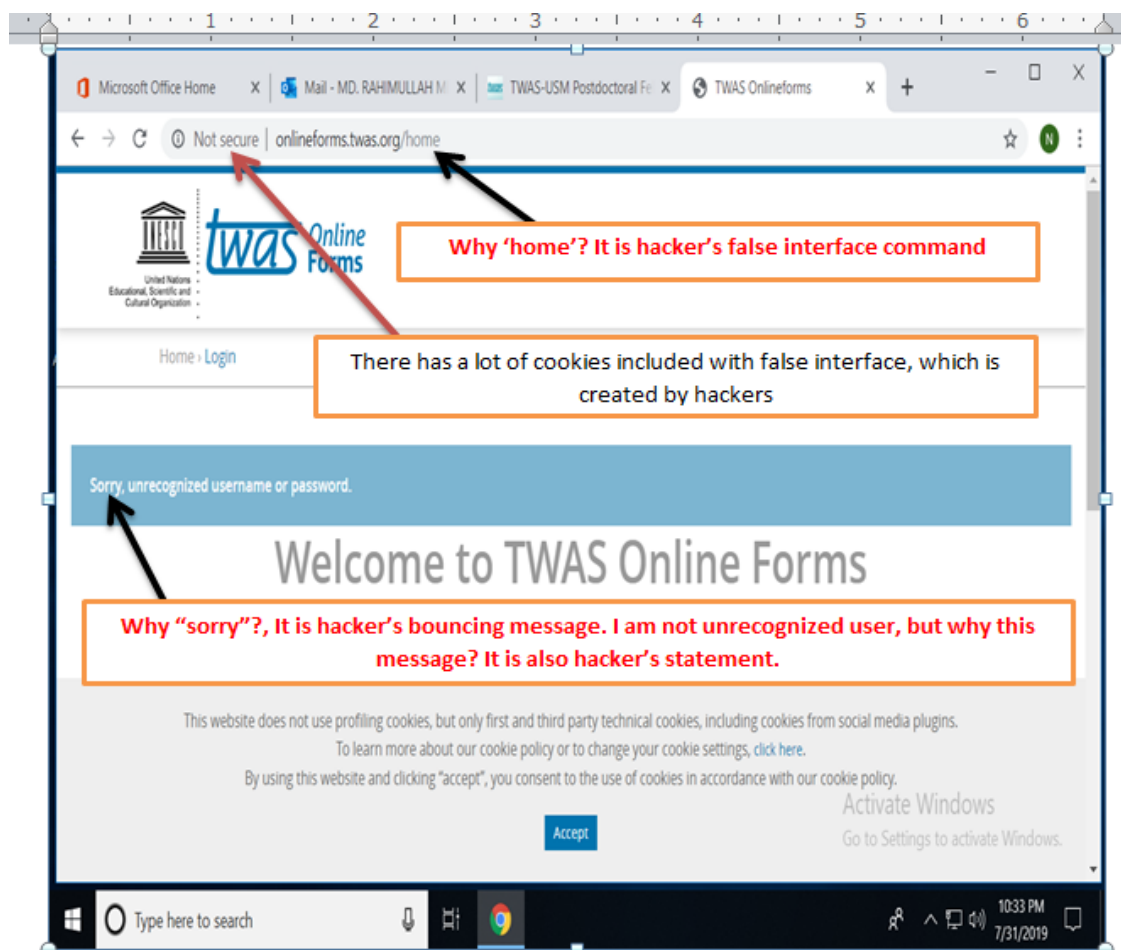 1 2 3 4 5 6
Microsoft Office Home
Mail - MD. RAHIMULLAH M
TWAS-USM Postdoctoral Fe
TWAS Onlineforms
Not secure | onlineforms.twas.org/home
N
UNESCO
United Nations
Educational, Scientific and
Cultural Organization
twas Online
Forms
Why ‘home’? It is hacker’s false interface command
Home › Login
There has a lot of cookies included with false interface, which is
created by hackers
Sorry, unrecognized username or password.
Welcome to TWAS Online Forms
Why “sorry”?, It is hacker’s bouncing message. I am not unrecognized user, but why this
message? It is also hacker’s statement.
This website does not use profiling cookies, but only first and third party technical cookies, including cookies from social media plugins.
To learn more about our cookie policy or to change your cookie settings, click here.
By using this website and clicking “accept”, you consent to the use of cookies in accordance with our cookie policy.
Accept
Activate Windows
Go to Settings to activate Windows.
Type here to search
10:33 PM
7/31/2019